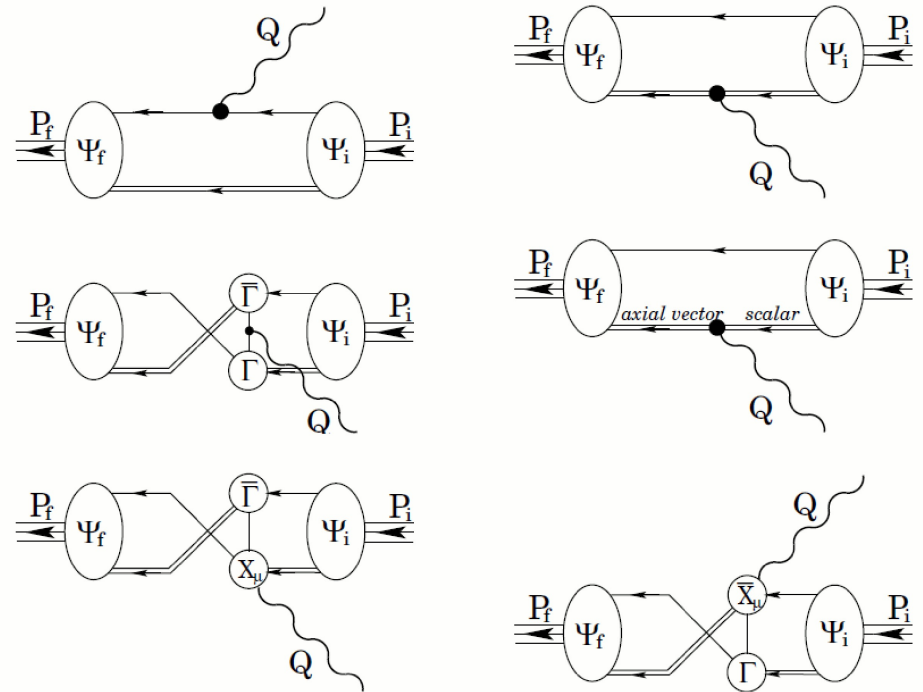 Q
P_f Ψ_f Ψ_i P_i
P_f Ψ_f Ψ_i P_i
Q
P_f Ψ_f Γ̅ Γ Ψ_i P_i
Q
P_f Ψ_f axial vector scalar Ψ_i P_i
Q
P_f Ψ_f Γ̅ X_μ Ψ_i P_i
Q
Q
P_f Ψ_f X̅_μ Γ Ψ_i P_i